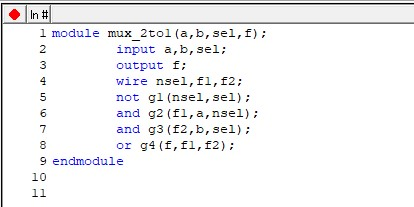 ln #
1 module mux_2to1(a,b,sel,f);
2 input a,b,sel;
3 output f;
4 wire nsel,f1,f2;
5 not g1(nsel,sel);
6 and g2(f1,a,nsel);
7 and g3(f2,b,sel);
8 or g4(f,f1,f2);
9 endmodule
10
11